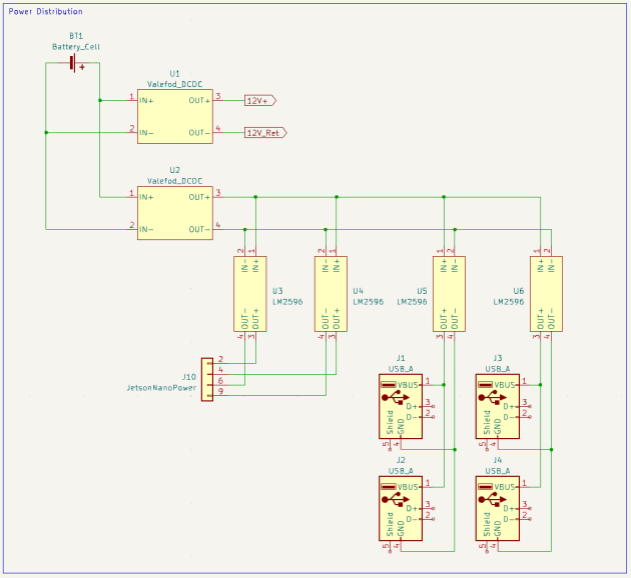 Power Distribution
BT1
Battery_Cell
U1
Valefod_DCDC
1 IN+ OUT+ 3 12V+
2 IN- OUT- 4 12V_Ret
U2
Valefod_DCDC
1 IN+ OUT+ 3
2 IN- OUT- 4
2 1 2 1 1 2 1 2
IN- IN+ IN- IN+ IN+ IN- IN+ IN-
U3 U4 U5 U6
LM2596 LM2596 LM2596 LM2596
OUT- OUT+ OUT- OUT+ OUT+ OUT- OUT+ OUT-
4 3 4 3 3 4 3 4
J10
JetsonNanoPower
2
4
6
9
J1 J3
USB_A USB_A
VBUS 1 VBUS 1
D+ 3 D+ 3
D- 2 D- 2
Shield GND Shield GND
5 4 5 4
J2 J4
USB_A USB_A
VBUS 1 VBUS 1
D+ 3 D+ 3
D- 2 D- 2
Shield GND Shield GND
5 4 5 4